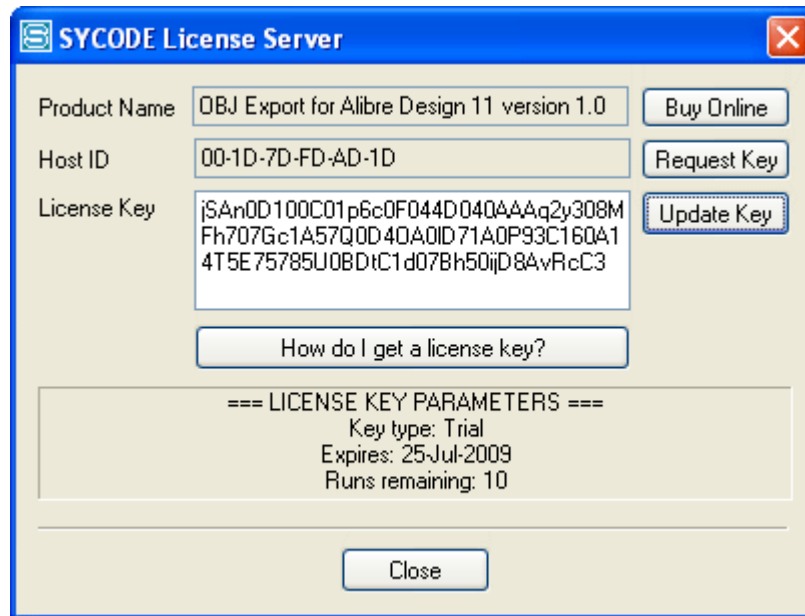 SYCODE License Server
Product Name OBJ Export for Alibre Design 11 version 1.0 Buy Online
Host ID 00-1D-7D-FD-AD-1D Request Key
License Key jSAn0D100C01p6c0F044D040AAAq2y308M Update Key
Fh707Gc1A57Q0D4OA0lD71A0P93C160A1
4T5E75785U0BDtC1d07Bh50ijD8AvRcC3
How do I get a license key?
=== LICENSE KEY PARAMETERS ===
Key type: Trial
Expires: 25-Jul-2009
Runs remaining: 10
Close